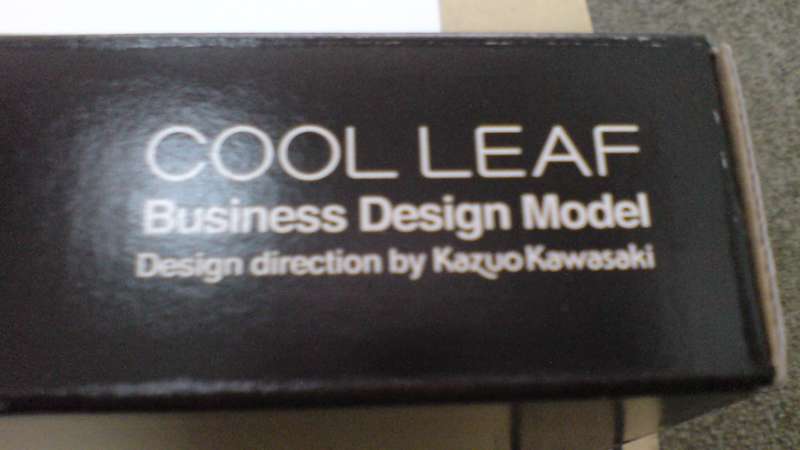 COOL LEAF
Business Design Model
Design direction by Kazuo Kawasaki